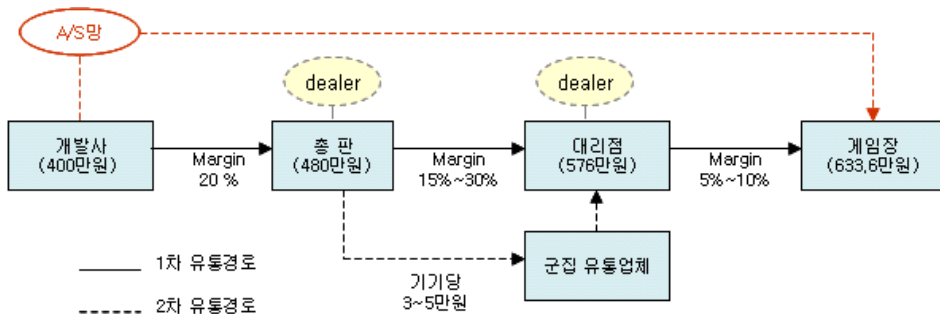 A/S망
dealer
dealer
개발사
(400만원)
Margin
20 %
총 판
(480만원)
Margin
15%~30%
대리점
(576만원)
Margin
5%~10%
게임장
(633,6만원)
군집 유통업체
기기당
3~5만원
1차 유통경로
2차 유통경로